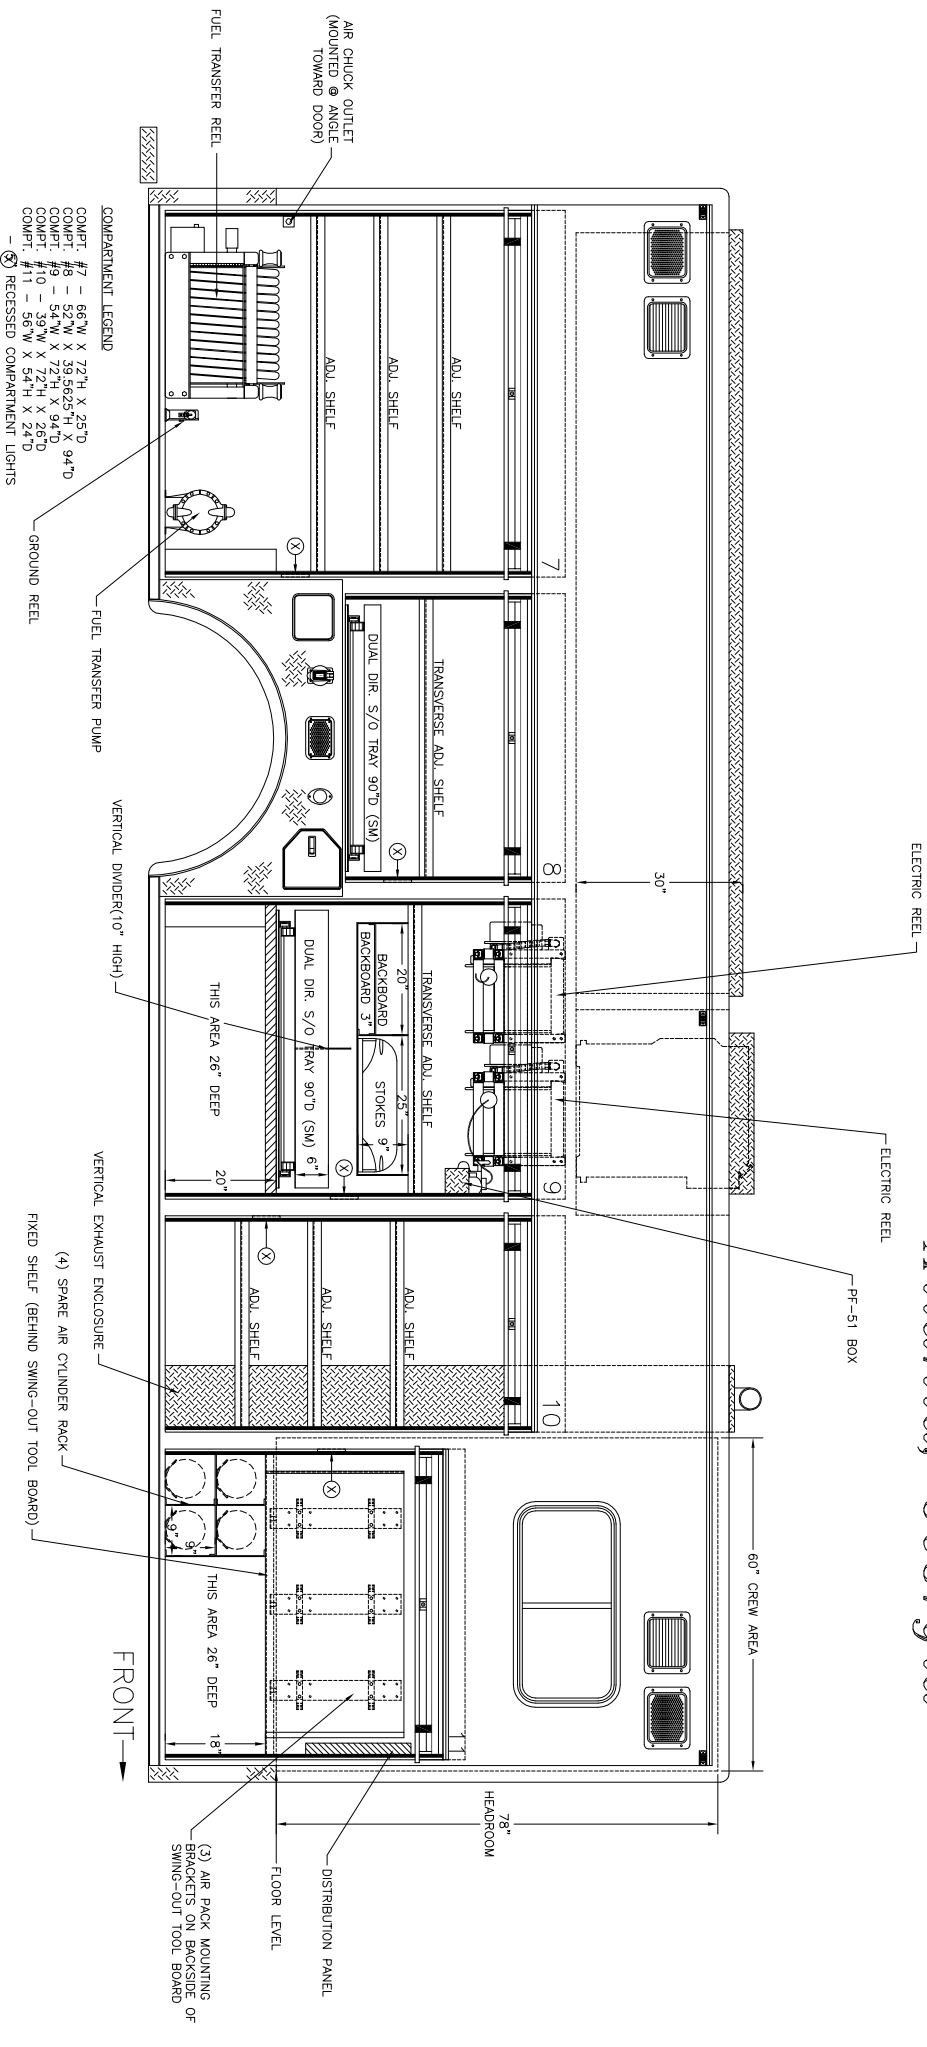 ELECTRIC REEL
ELECTRIC REEL
PF-51 BOX
60" CREW AREA
30"
78"
HEADROOM
AIR CHUCK OUTLET
(MOUNTED @ ANGLE
TOWARD DOOR)
FUEL TRANSFER REEL
7
8
9
10
ADJ. SHELF
ADJ. SHELF
ADJ. SHELF
X
TRANSVERSE ADJ. SHELF
DUAL DIR. S/O TRAY 90"D (SM)
X
TRANSVERSE ADJ. SHELF
20"
25"
BACKBOARD
BACKBOARD 3"
STOKES 9"
DUAL DIR. S/O TRAY 90"D (SM) 6"
X
THIS AREA 26" DEEP
20"
ADJ. SHELF
ADJ. SHELF
ADJ. SHELF
X
X
9"
9"
THIS AREA 26" DEEP
18"
DISTRIBUTION PANEL
FLOOR LEVEL
(3) AIR PACK MOUNTING
BRACKETS ON BACKSIDE OF
SWING-OUT TOOL BOARD
FRONT
COMPARTMENT LEGEND
COMPT. #7 - 66"W X 72"H X 25"D
COMPT. #8 - 52"W X 39.5625"H X 94"D
COMPT. #9 - 54"W X 72"H X 94"D
COMPT. #10 - 39"W X 72"H X 26"D
COMPT. #11 - 56"W X 54"H X 24"D
- X RECESSED COMPARTMENT LIGHTS
GROUND REEL
FUEL TRANSFER PUMP
VERTICAL DIVIDER(10" HIGH)
VERTICAL EXHAUST ENCLOSURE
(4) SPARE AIR CYLINDER RACK
FIXED SHELF (BEHIND SWING-OUT TOOL BOARD)